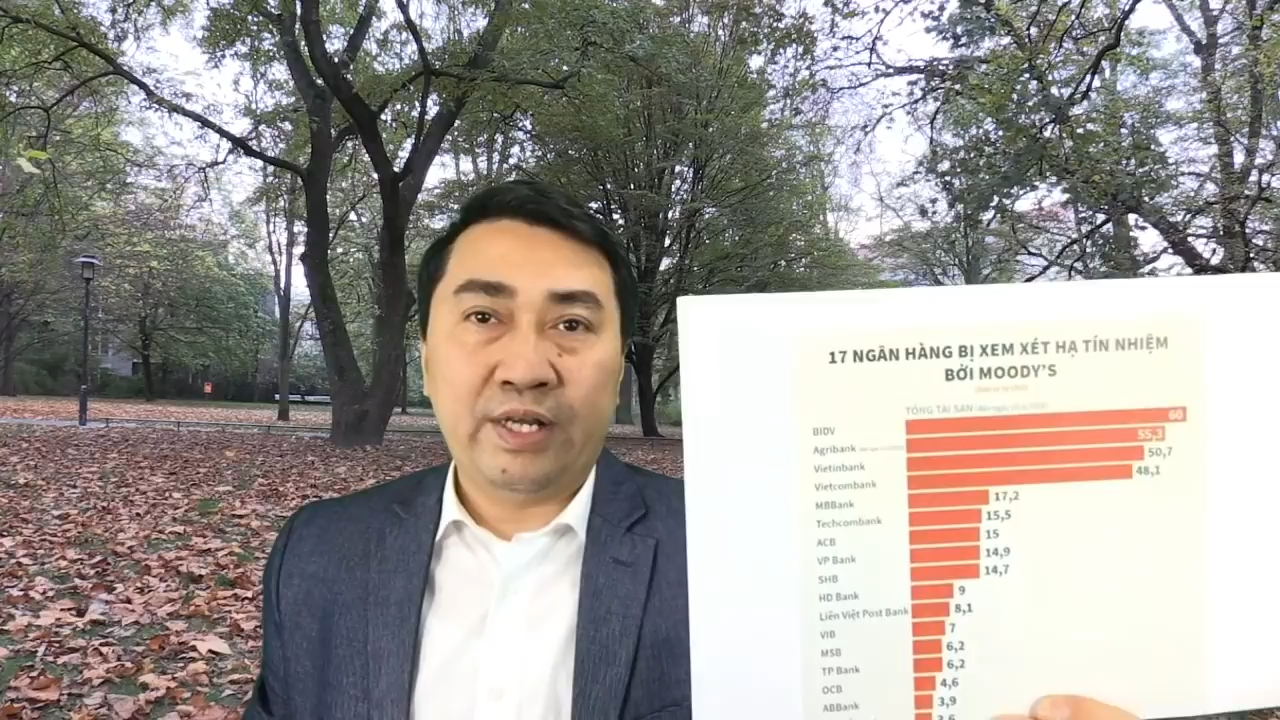 17 NGÂN HÀNG BỊ XEM XÉT HẠ TÍN NHIỆM
BỞI MOODY'S
TỔNG TÀI SẢN
BIDV 60
Agribank 55,3
Vietinbank 50,7
Vietcombank 48,1
MBBank 17,2
Techcombank 15,5
ACB 15
VP Bank 14,9
SHB 14,7
HD Bank 9
Liên Việt Post Bank 8,1
VIB 7
MSB 6,2
TP Bank 6,2
OCB 4,6
ABBank 3,9
3,6